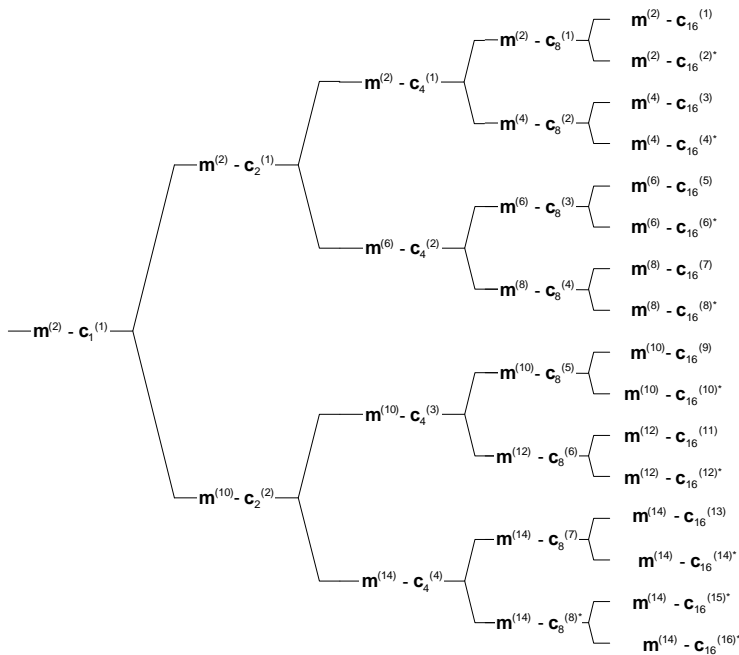 m⁽²⁾ - c₁₆⁽¹⁾
m⁽²⁾ - c₈⁽¹⁾
m⁽²⁾ - c₁₆⁽²⁾*
m⁽²⁾ - c₄⁽¹⁾
m⁽⁴⁾ - c₁₆⁽³⁾
m⁽⁴⁾ - c₈⁽²⁾
m⁽⁴⁾ - c₁₆⁽⁴⁾*
m⁽²⁾ - c₂⁽¹⁾
m⁽⁶⁾ - c₁₆⁽⁵⁾
m⁽⁶⁾ - c₈⁽³⁾
m⁽⁶⁾ - c₁₆⁽⁶⁾*
m⁽⁶⁾ - c₄⁽²⁾
m⁽⁸⁾ - c₁₆⁽⁷⁾
m⁽⁸⁾ - c₈⁽⁴⁾
m⁽⁸⁾ - c₁₆⁽⁸⁾*
m⁽²⁾ - c₁⁽¹⁾
m⁽¹⁰⁾ - c₁₆⁽⁹⁾
m⁽¹⁰⁾ - c₈⁽⁵⁾
m⁽¹⁰⁾ - c₁₆⁽¹⁰⁾*
m⁽¹⁰⁾ - c₄⁽³⁾
m⁽¹²⁾ - c₁₆⁽¹¹⁾
m⁽¹²⁾ - c₈⁽⁶⁾
m⁽¹²⁾ - c₁₆⁽¹²⁾*
m⁽¹⁰⁾ - c₂⁽²⁾
m⁽¹⁴⁾ - c₁₆⁽¹³⁾
m⁽¹⁴⁾ - c₈⁽⁷⁾
m⁽¹⁴⁾ - c₁₆⁽¹⁴⁾*
m⁽¹⁴⁾ - c₄⁽⁴⁾
m⁽¹⁴⁾ - c₁₆⁽¹⁵⁾*
m⁽¹⁴⁾ - c₈⁽⁸⁾*
m⁽¹⁴⁾ - c₁₆⁽¹⁶⁾*